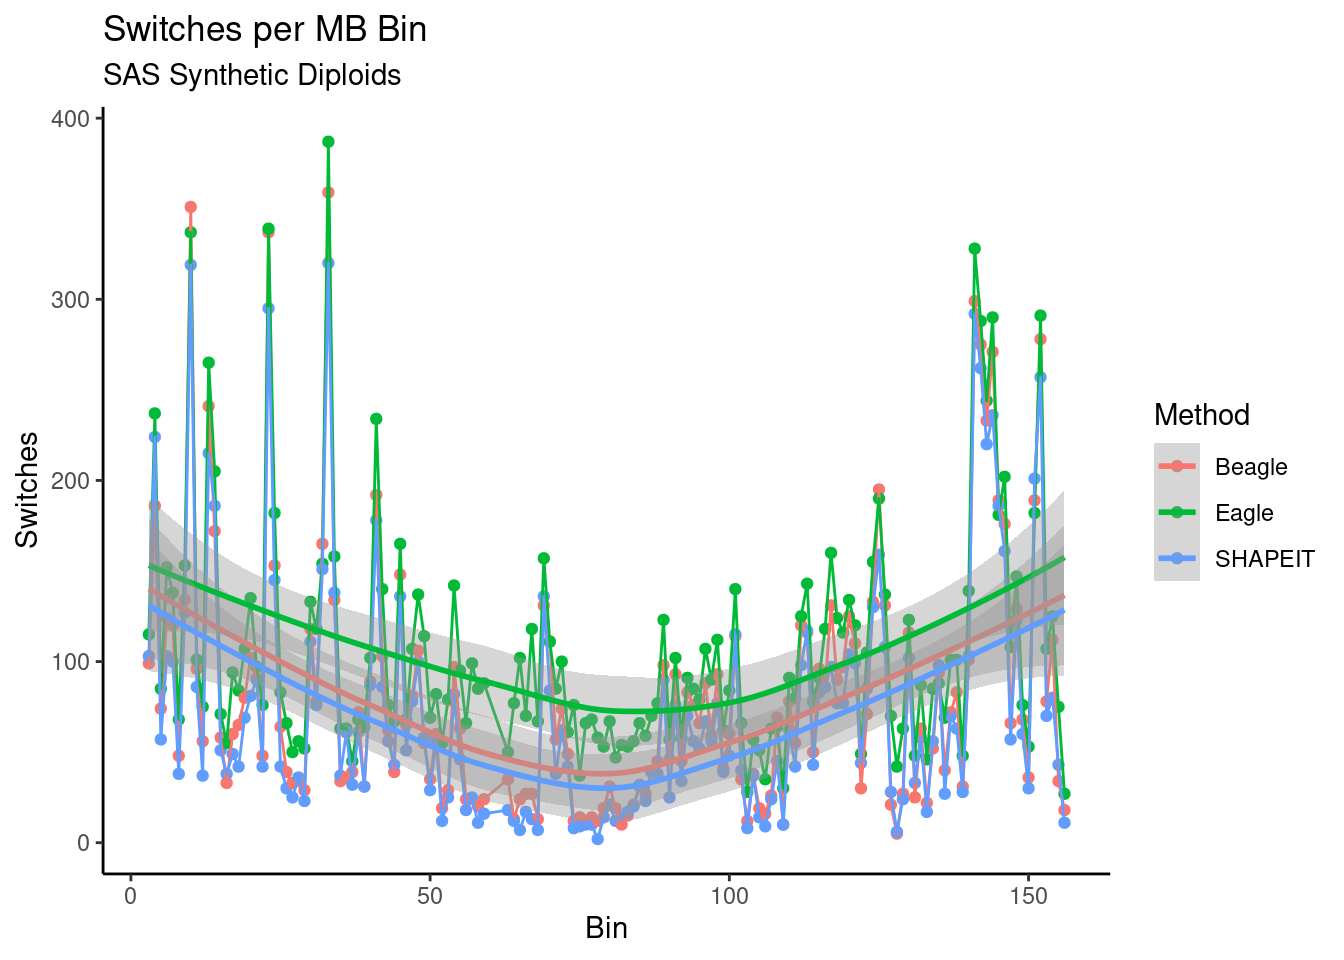 Switches per MB Bin
SAS Synthetic Diploids
400
300
200
100
0
Switches
0 50 100 150
Bin
Method
Beagle
Eagle
SHAPEIT